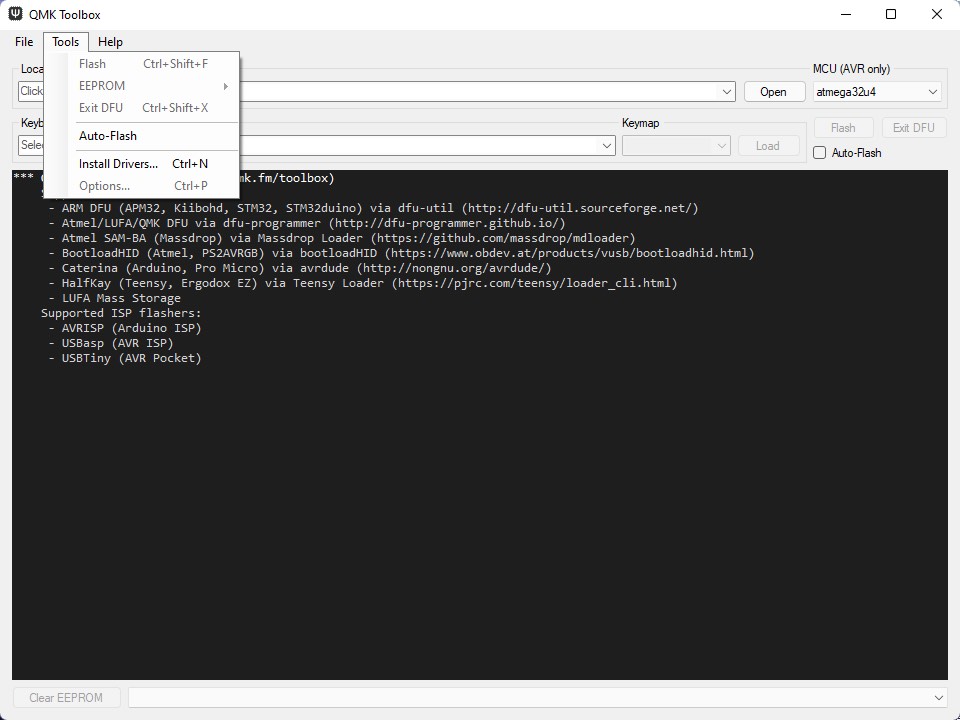 QMK Toolbox
File Tools Help
Flash Ctrl+Shift+F
EEPROM
Exit DFU Ctrl+Shift+X
Auto-Flash
Install Drivers... Ctrl+N
Options... Ctrl+P
MCU (AVR only)
Open atmega32u4
Keymap
Load
Flash Exit DFU
Auto-Flash
*** mk.fm/toolbox)
- ARM DFU (APM32, Kiibohd, STM32, STM32duino) via dfu-util (http://dfu-util.sourceforge.net/)
- Atmel/LUFA/QMK DFU via dfu-programmer (http://dfu-programmer.github.io/)
- Atmel SAM-BA (Massdrop) via Massdrop Loader (https://github.com/massdrop/mdloader)
- BootloadHID (Atmel, PS2AVRGB) via bootloadHID (https://www.obdev.at/products/vusb/bootloadhid.html)
- Caterina (Arduino, Pro Micro) via avrdude (http://nongnu.org/avrdude/)
- HalfKay (Teensy, Ergodox EZ) via Teensy Loader (https://pjrc.com/teensy/loader_cli.html)
- LUFA Mass Storage
Supported ISP flashers:
- AVRISP (Arduino ISP)
- USBasp (AVR ISP)
- USBTiny (AVR Pocket)
Clear EEPROM